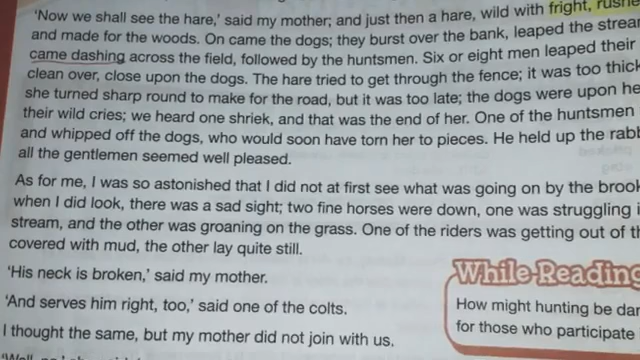 'Now we shall see the hare,' said my mother; and just then a hare, wild with fright,
and made for the woods. On came the dogs; they burst over the bank, leaped the
came dashing across the field, followed by the huntsmen. Six or eight men leaped their
clean over, close upon the dogs. The hare tried to get through the fence; it was too
she turned sharp round to make for the road, but it was too late; the dogs were upon
their wild cries; we heard one shriek, and that was the end of her. One of the huntsmen
and whipped off the dogs, who would soon have torn her to pieces. He held up the
all the gentlemen seemed well pleased.
As for me, I was so astonished that I did not at first see what was going on by the
when I did look, there was a sad sight; two fine horses were down, one was struggling
stream, and the other was groaning on the grass. One of the riders was getting out of
covered with mud, the other lay quite still.
'His neck is broken,' said my mother.
'And serves him right, too,' said one of the colts.
I thought the same, but my mother did not join with us.
While-Reading
How might hunting be
for those who participate